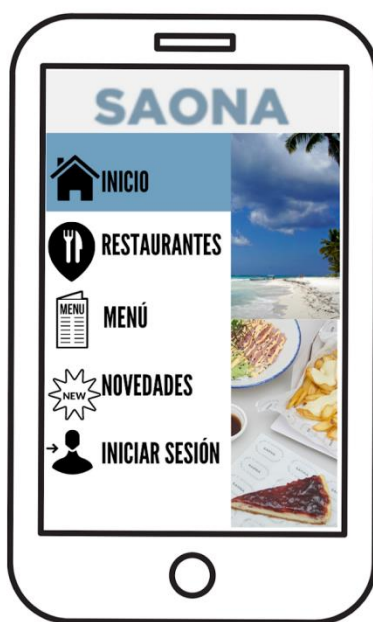 SAONA
INICIO
RESTAURANTES
MENU
MENÚ
NEW
NOVEDADES
INICIAR SESIÓN